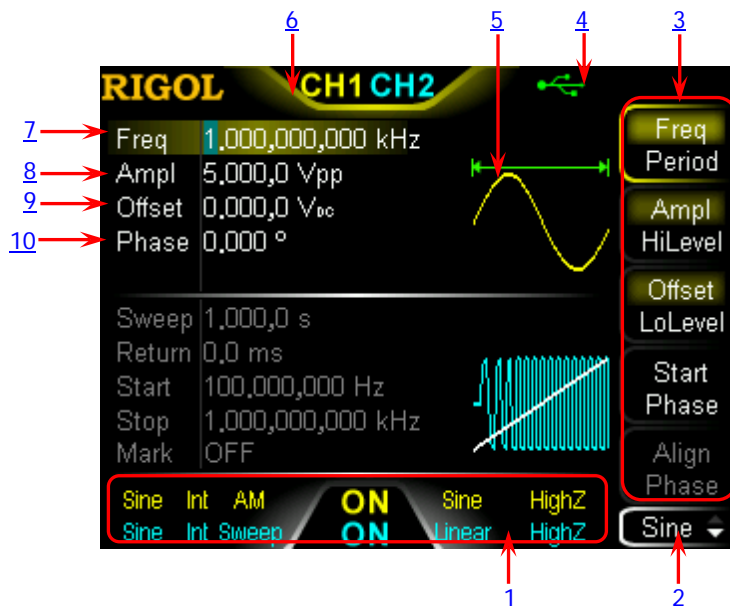 6 5 4 3
RIGOL CH1 CH2
7 Freq 1.000,000,000 kHz
8 Ampl 5.000,0 Vpp
9 Offset 0.000,0 VDC
10 Phase 0.000 °
Sweep 1.000,0 s
Return 0.0 ms
Start 100.000,000 Hz
Stop 1.000,000,000 kHz
Mark OFF
Freq
Period
Ampl
HiLevel
Offset
LoLevel
Start
Phase
Align
Phase
Sine Int AM ON Sine HighZ
Sine Int Sweep ON Linear HighZ
Sine
1 2